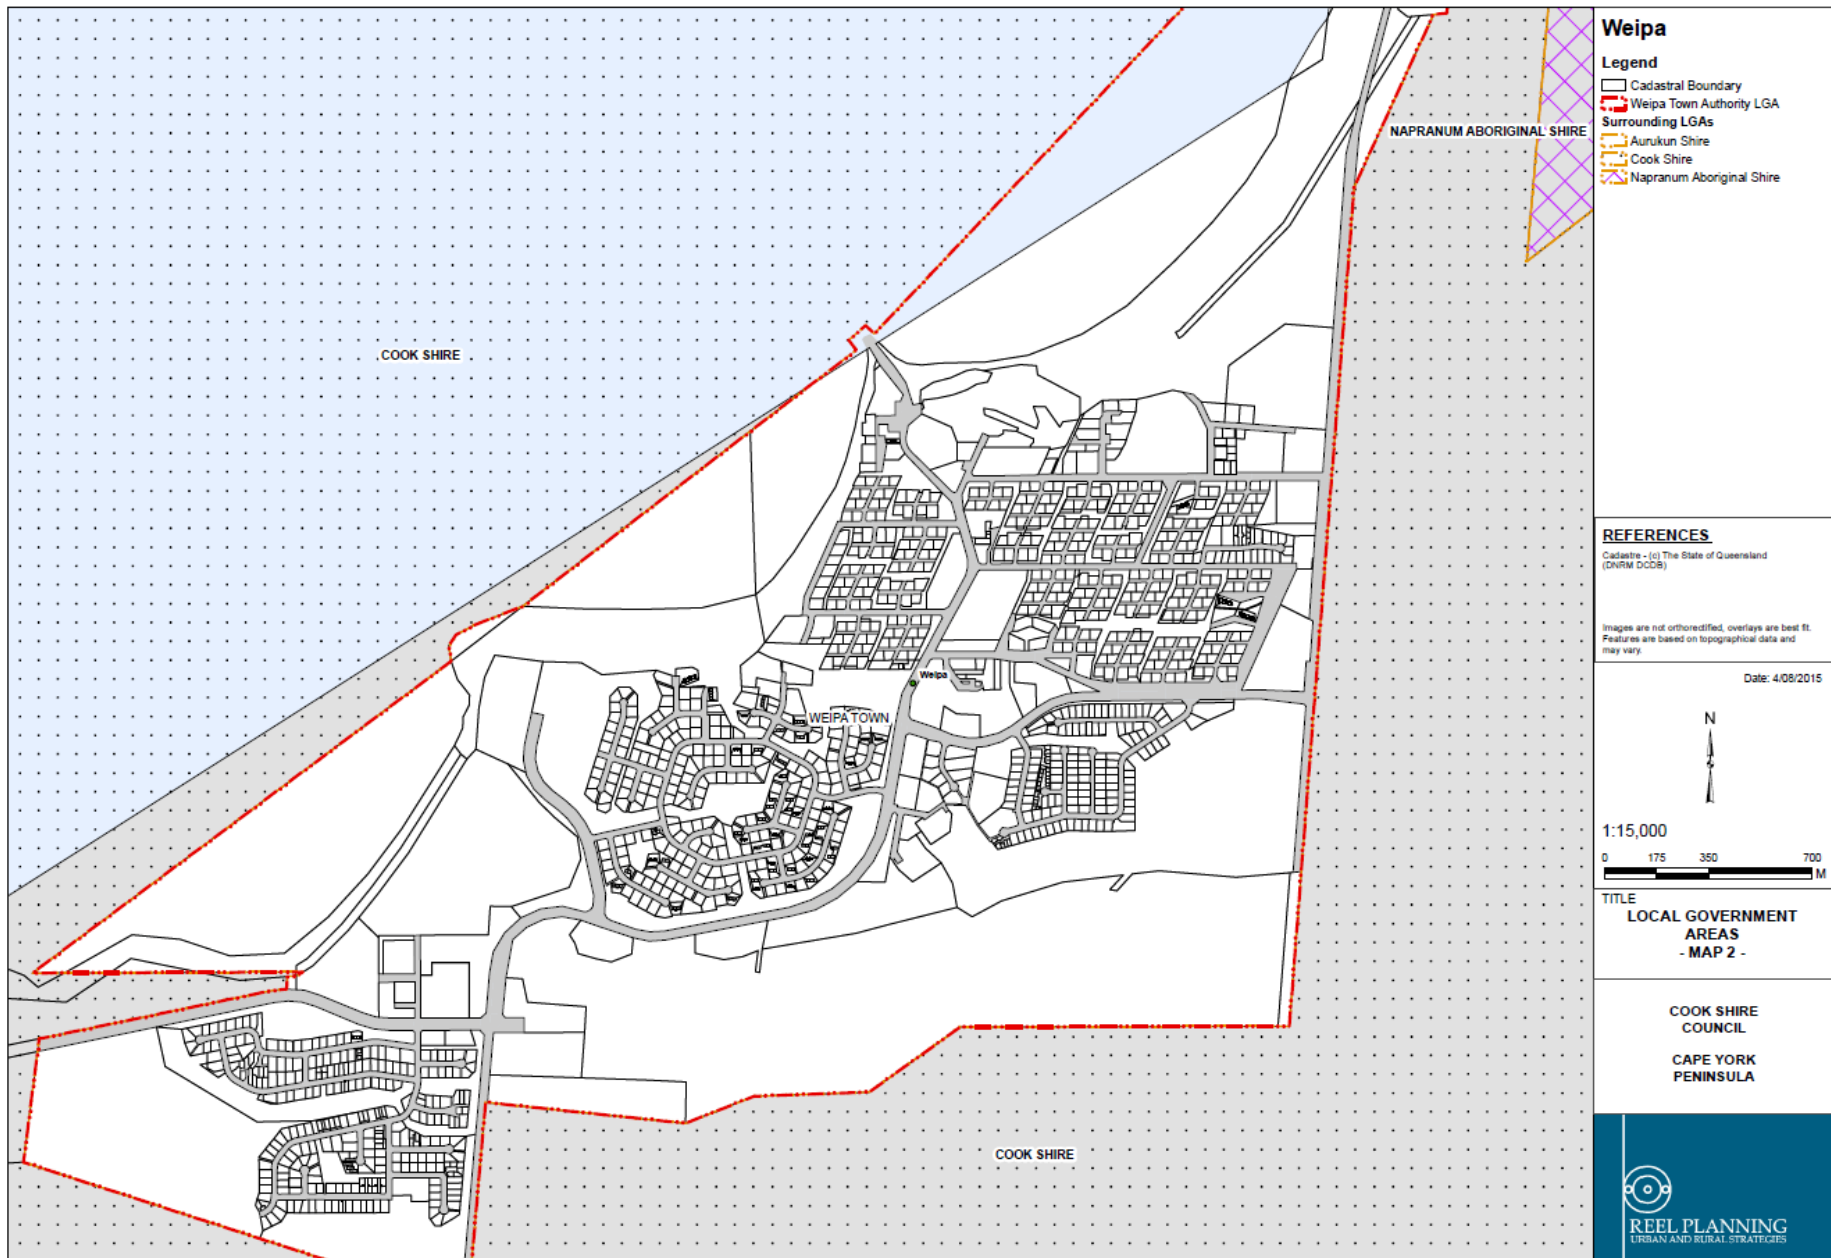 Weipa
Legend
Cadastral Boundary
Weipa Town Authority LGA
Surrounding LGAs
Aurukun Shire
Cook Shire
Napranum Aboriginal Shire
NAPRANUM ABORIGINAL SHIRE
COOK SHIRE
Weipa
WEIPA TOWN
COOK SHIRE
REFERENCES
Cadastre - (c) The State of Queensland
(DNRM DCDB)
Images are not orthorectified, overlays are best fit.
Features are based on topographical data and
may vary.
Date: 4/08/2015
N
1:15,000
0 175 350 700
M
TITLE
LOCAL GOVERNMENT
AREAS
- MAP 2 -
COOK SHIRE
COUNCIL
CAPE YORK
PENINSULA
REEL PLANNING
URBAN AND RURAL STRATEGIES